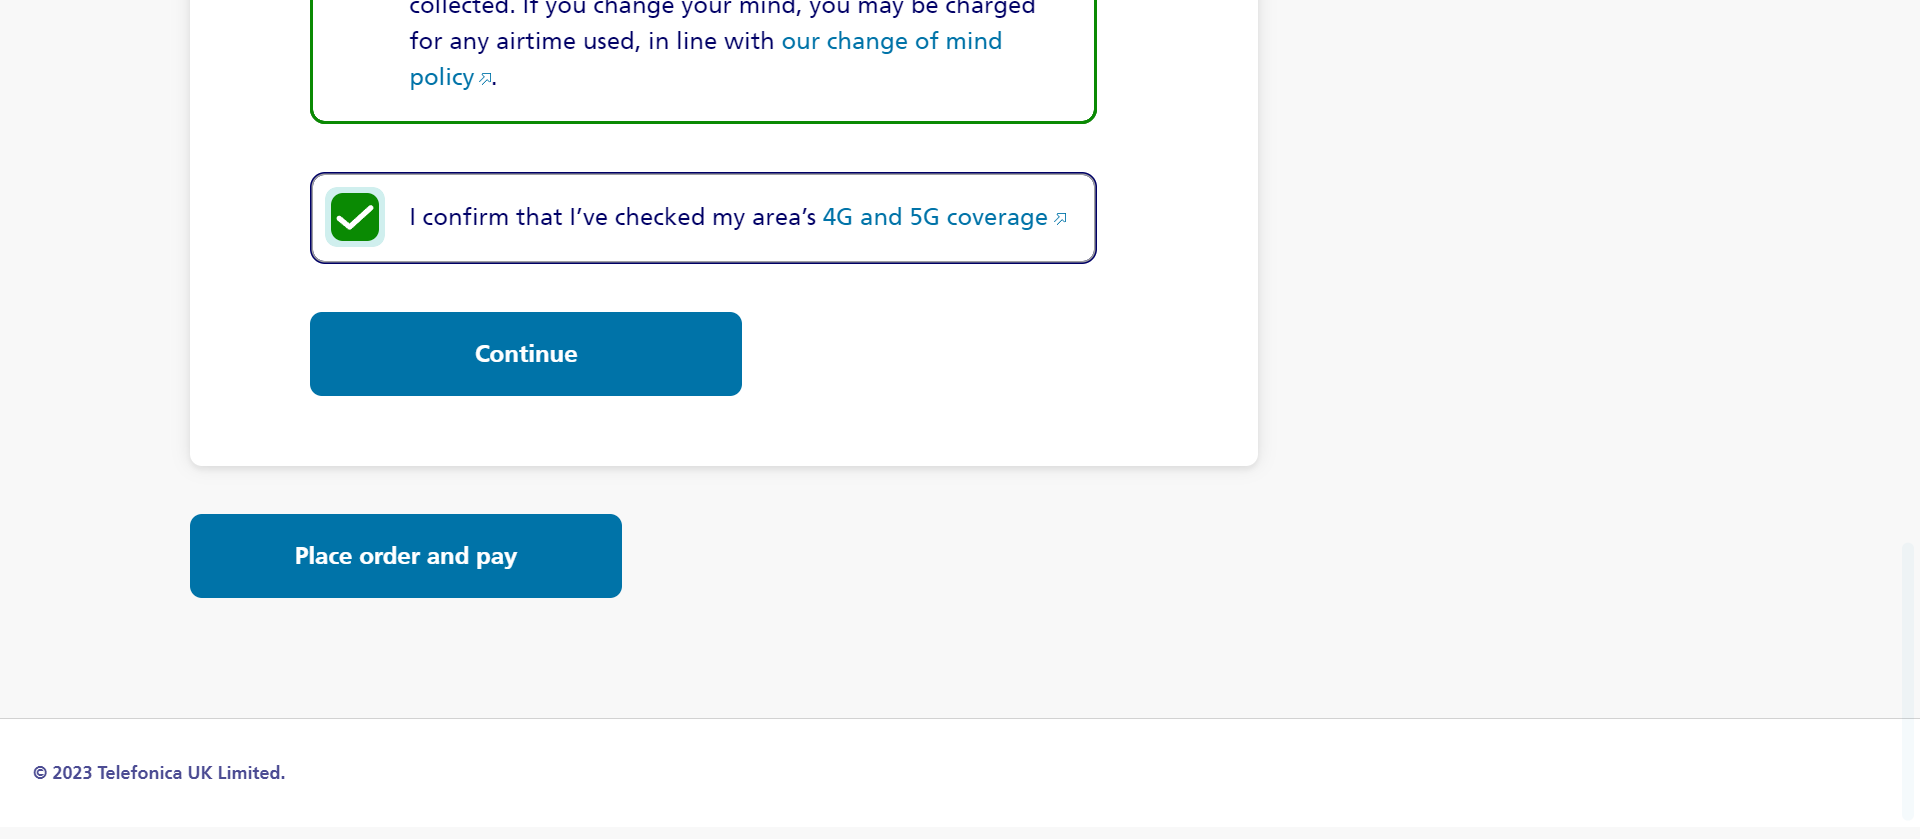 collected. If you change your mind, you may be charged
for any airtime used, in line with our change of mind
policy.
I confirm that I’ve checked my area’s 4G and 5G coverage
Continue
Place order and pay
© 2023 Telefonica UK Limited.